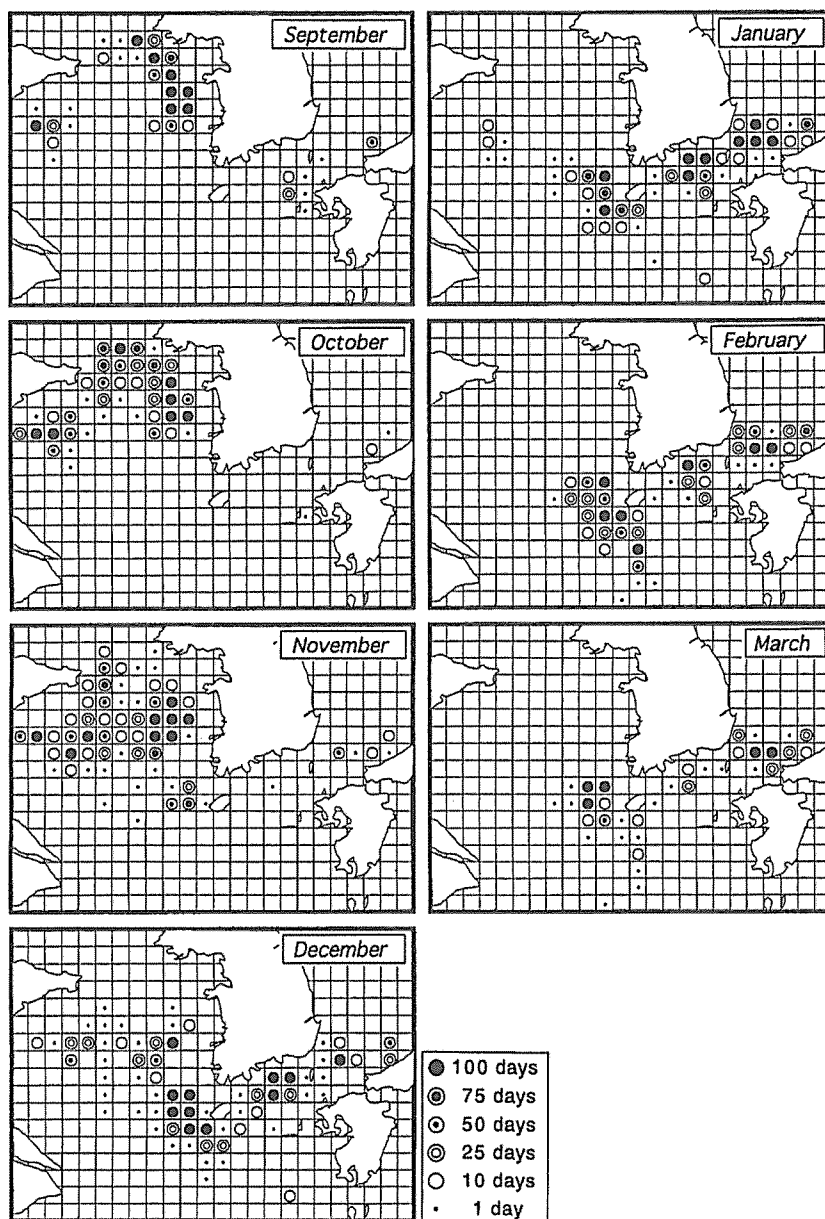 September
January
October
February
November
March
December
100 days
75 days
50 days
25 days
10 days
1 day